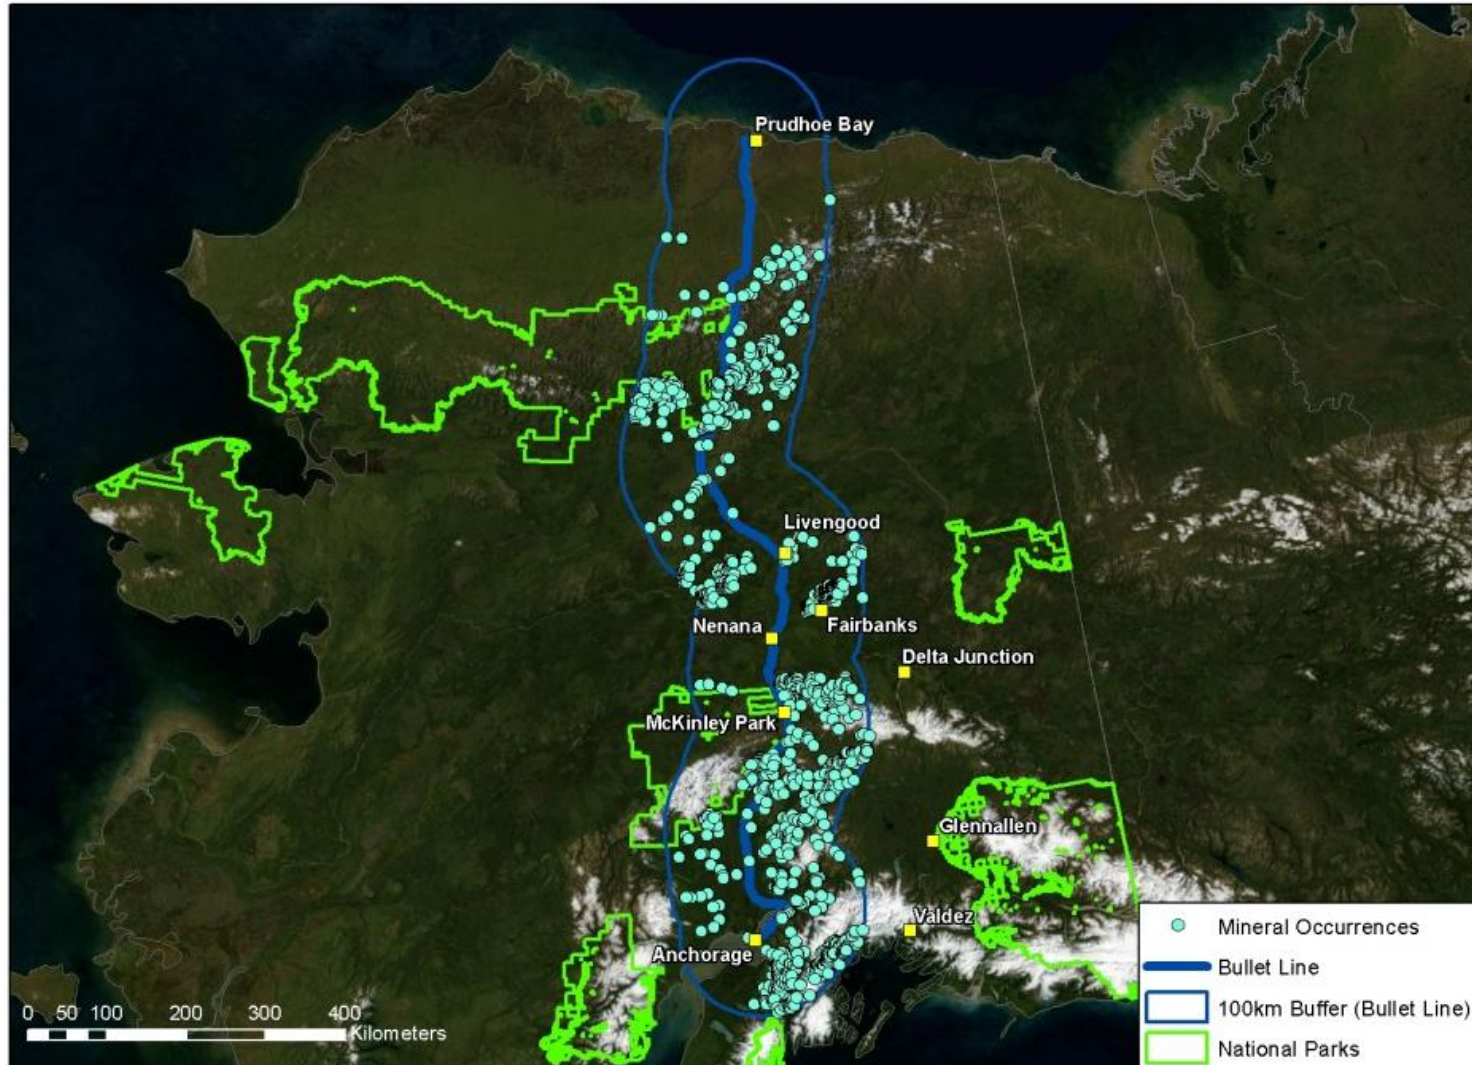 Prudhoe Bay
Livengood
Nenana
Fairbanks
Delta Junction
McKinley Park
Glennallen
Valdez
Anchorage
0 50 100 200 300 400
Kilometers
Mineral Occurrences
Bullet Line
100km Buffer (Bullet Line)
National Parks